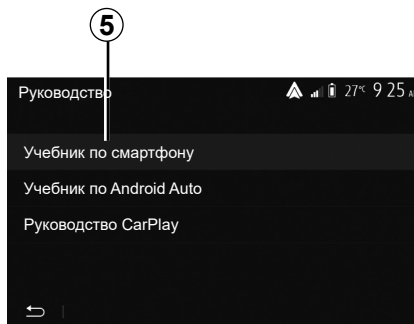 5
Руководство 27°C 9 25
Учебник по смартфону
Учебник по Android Auto
Руководство CarPlay